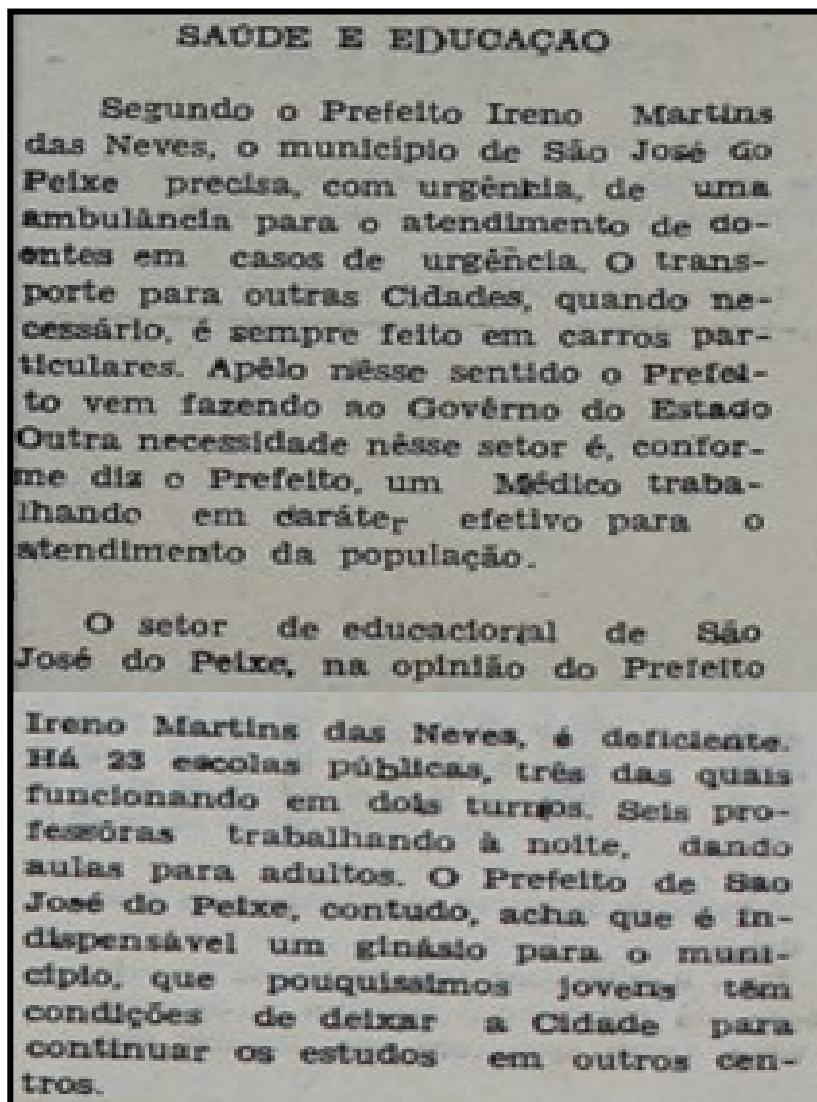 SAÚDE E EDUCAÇAO
Segundo o Prefeito Ireno Martins
das Neves, o município de São José do
Peixe precisa, com urgênbia, de uma
ambulância para o atendimento de do-
entes em casos de urgência. O trans-
porte para outras Cidades, quando ne-
cessário, é sempre feito em carros par-
ticulares. Apêlo nêsse sentido o Prefei-
to vem fazendo ao Govêrno do Estado
Outra necessidade nêsse setor é, confor-
me diz o Prefeito, um Médico traba-
lhando em daráter efetivo para o
atendimento da população.
O setor de educacional de São
José do Peixe, na opinião do Prefeito
Ireno Martins das Neves, é deficiente.
Há 23 escolas públicas, três das quais
funcionando em dois turnos. Seis pro-
fessôras trabalhando à noite, dando
aulas para adultos. O Prefeito de Sao
José do Peixe, contudo, acha que é in-
dispensável um ginásio para o muni-
cípio, que pouquissimos jovens têm
condições de deixar a Cidade para
continuar os estudos em outros cen-
tros.